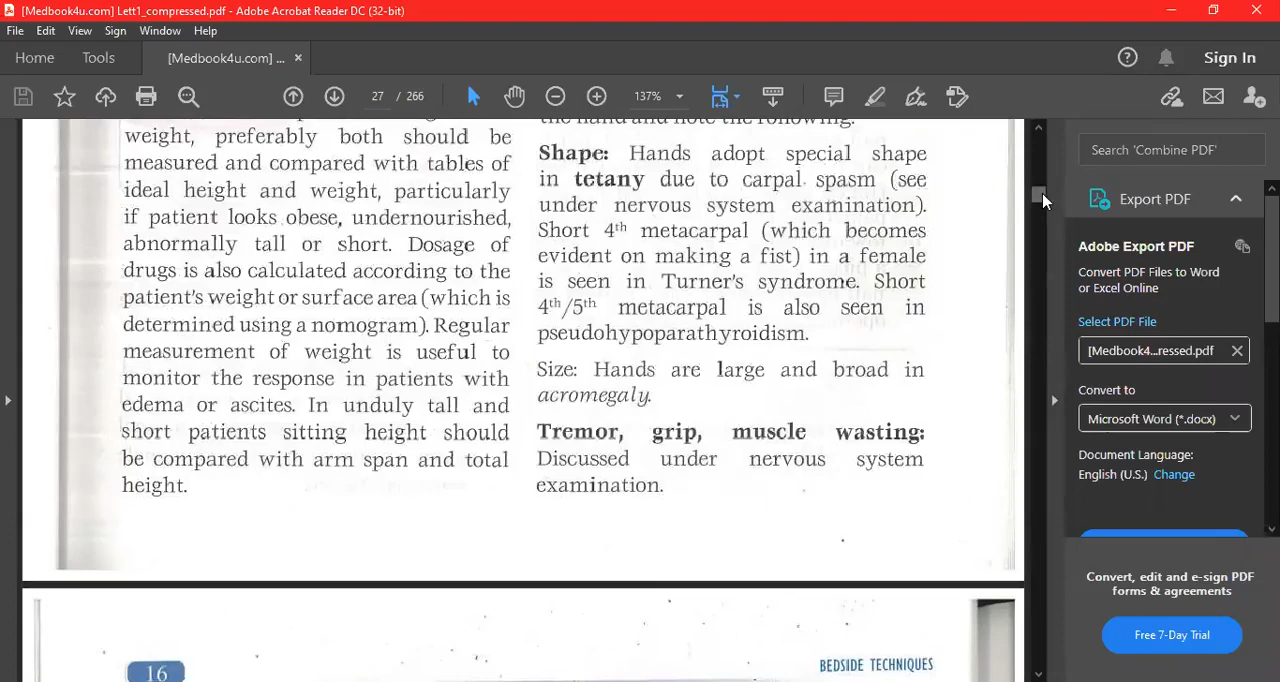 [Medbook4u.com] Lett1_compressed.pdf - Adobe Acrobat Reader DC (32-bit)
File Edit View Sign Window Help
Home Tools [Medbook4u.com] ... × Sign In
27 / 266 137%
weight, preferably both should be
measured and compared with tables of
ideal height and weight, particularly
if patient looks obese, undernourished,
abnormally tall or short. Dosage of
drugs is also calculated according to the
patient's weight or surface area (which is
determined using a nomogram). Regular
measurement of weight is useful to
monitor the response in patients with
edema or ascites. In unduly tall and
short patients sitting height should
be compared with arm span and total
height.
the hand and note the following.
Shape: Hands adopt special shape
in tetany due to carpal spasm (see
under nervous system examination).
Short 4th metacarpal (which becomes
evident on making a fist) in a female
is seen in Turner's syndrome. Short
4th/5th metacarpal is also seen in
pseudohypoparathyroidism.
Size: Hands are large and broad in
acromegaly.
Tremor, grip, muscle wasting:
Discussed under nervous system
examination.
16
BEDSIDE TECHNIQUES
Search 'Combine PDF'
Export PDF
Adobe Export PDF
Convert PDF Files to Word
or Excel Online
Select PDF File
[Medbook4...ressed.pdf
Convert to
Microsoft Word (*.docx)
Document Language:
English (U.S.) Change
Convert, edit and e-sign PDF
forms & agreements
Free 7-Day Trial